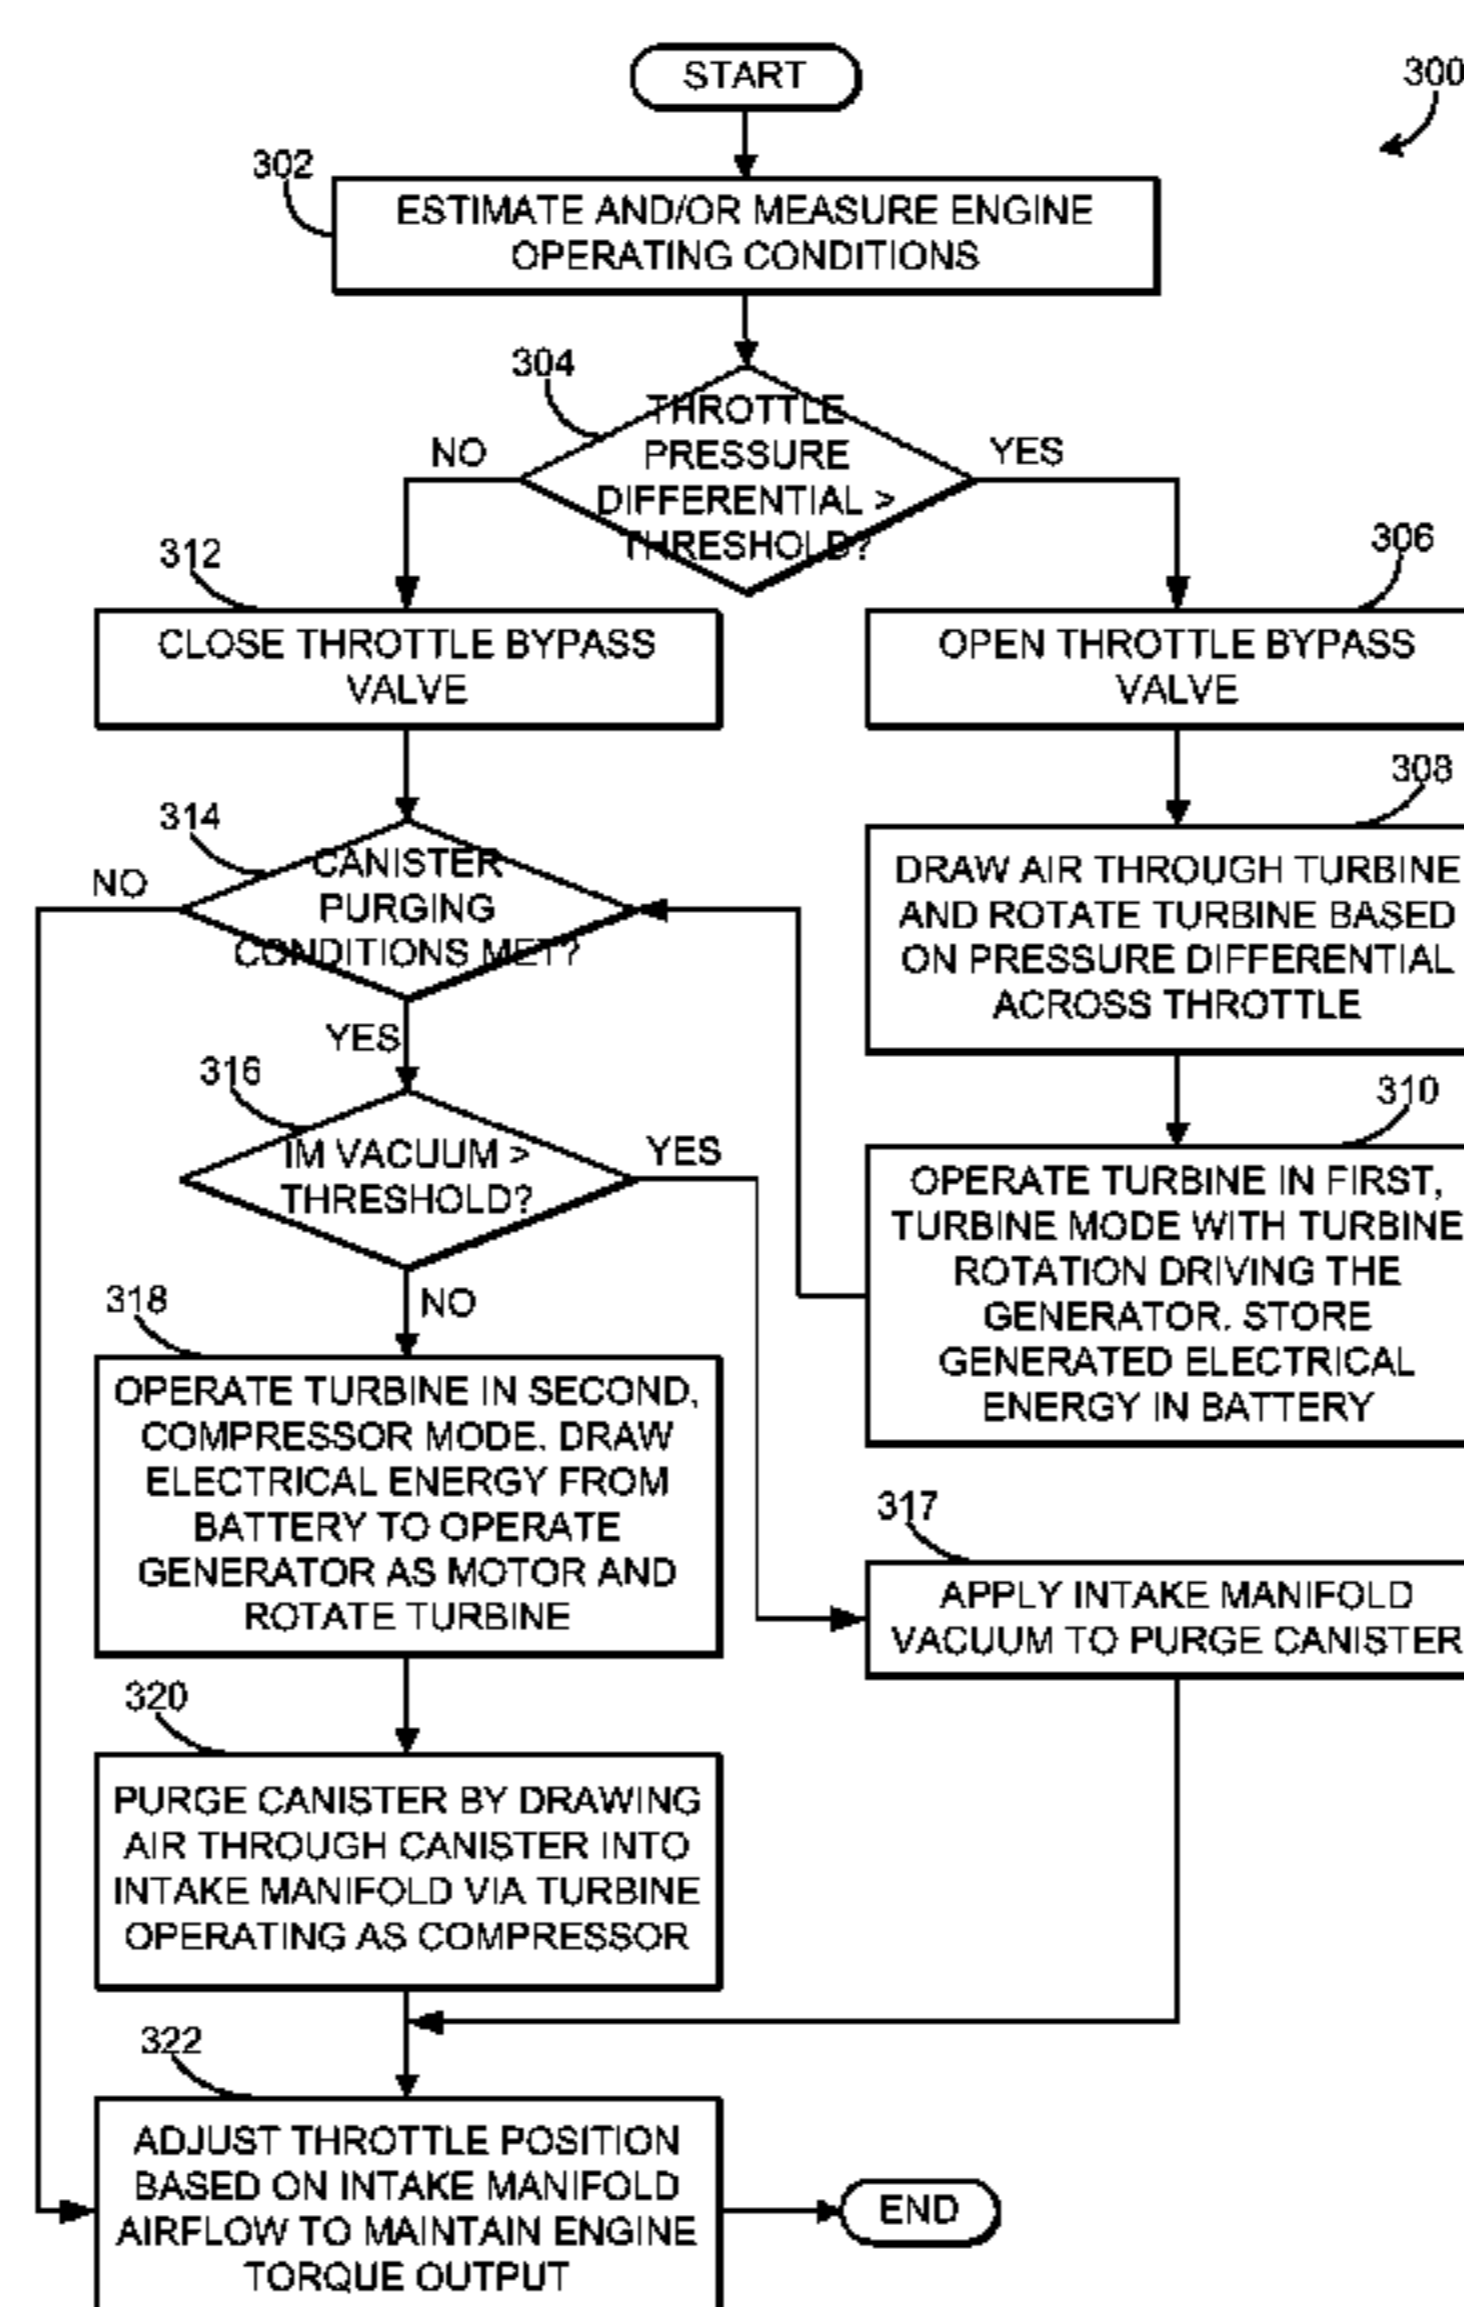 START
300
302
ESTIMATE AND/OR MEASURE ENGINE
OPERATING CONDITIONS
304
THROTTLE
PRESSURE
DIFFERENTIAL >
THRESHOLD?
NO
YES
312
CLOSE THROTTLE BYPASS
VALVE
306
OPEN THROTTLE BYPASS
VALVE
308
DRAW AIR THROUGH TURBINE
AND ROTATE TURBINE BASED
ON PRESSURE DIFFERENTIAL
ACROSS THROTTLE
314
CANISTER
PURGING
CONDITIONS MET?
NO
YES
310
OPERATE TURBINE IN FIRST,
TURBINE MODE WITH TURBINE
ROTATION DRIVING THE
GENERATOR. STORE
GENERATED ELECTRICAL
ENERGY IN BATTERY
316
IM VACUUM >
THRESHOLD?
YES
NO
318
OPERATE TURBINE IN SECOND,
COMPRESSOR MODE. DRAW
ELECTRICAL ENERGY FROM
BATTERY TO OPERATE
GENERATOR AS MOTOR AND
ROTATE TURBINE
317
APPLY INTAKE MANIFOLD
VACUUM TO PURGE CANISTER
320
PURGE CANISTER BY DRAWING
AIR THROUGH CANISTER INTO
INTAKE MANIFOLD VIA TURBINE
OPERATING AS COMPRESSOR
322
ADJUST THROTTLE POSITION
BASED ON INTAKE MANIFOLD
AIRFLOW TO MAINTAIN ENGINE
TORQUE OUTPUT
END